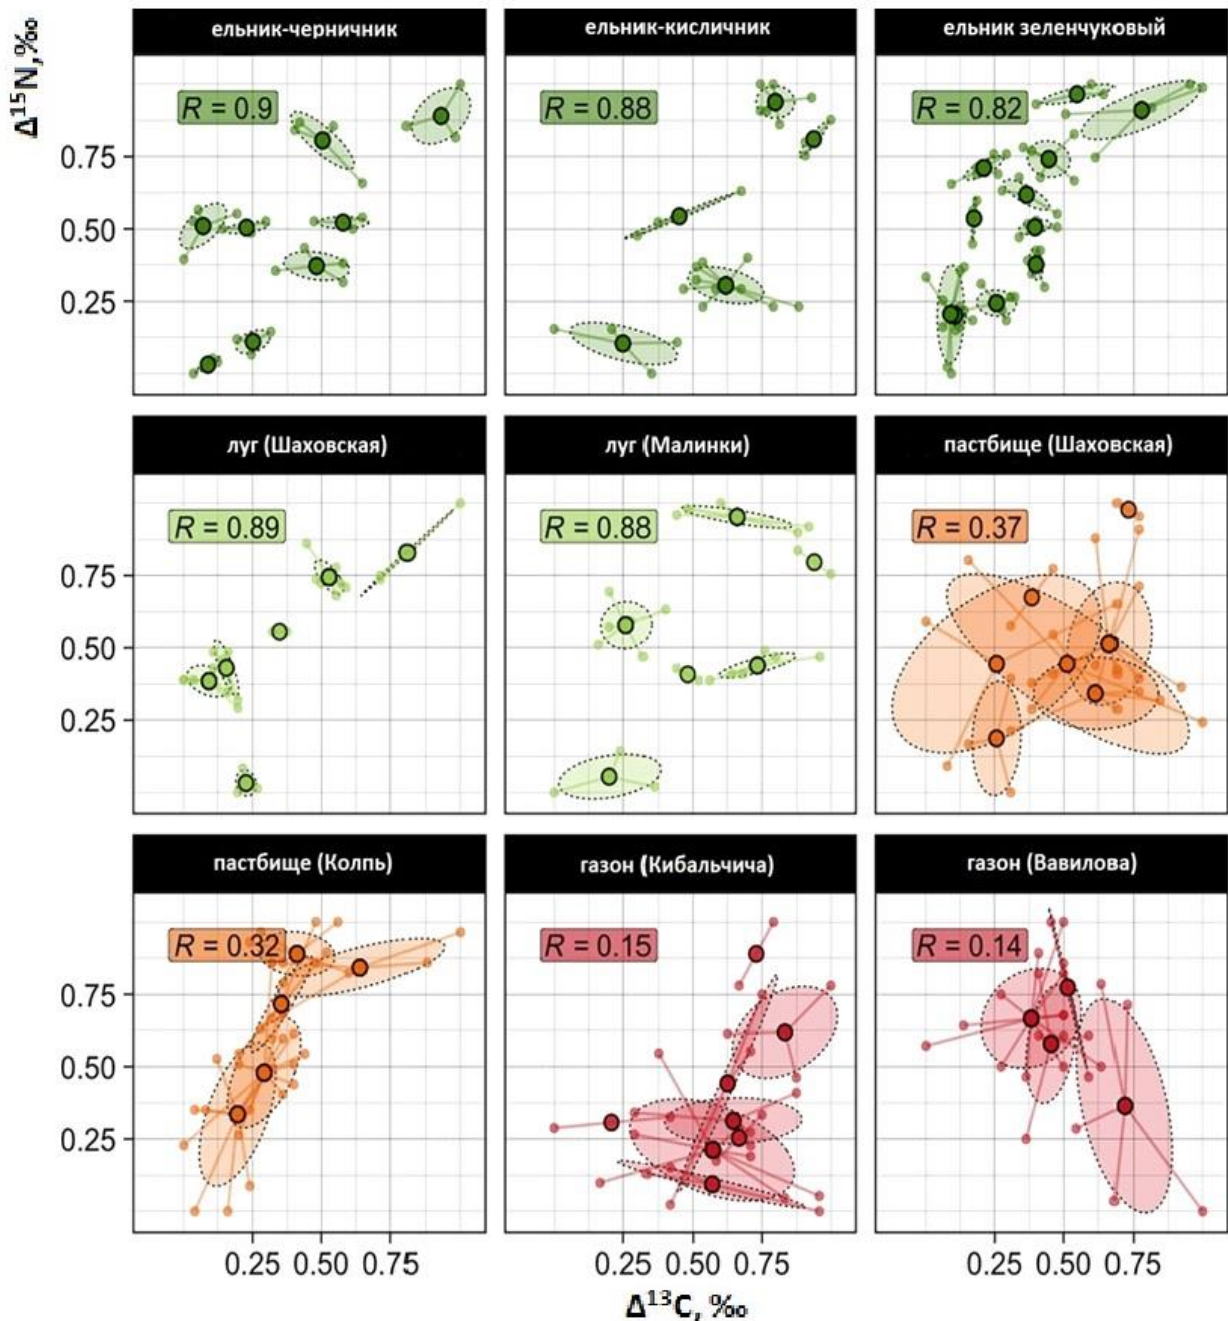 Δ¹⁵N,‰
ельник-черничник
ельник-кисличник
ельник зеленчуковый
R = 0.9
R = 0.88
R = 0.82
0.75
0.50
0.25
луг (Шаховская)
луг (Малинки)
пастбище (Шаховская)
R = 0.89
R = 0.88
R = 0.37
0.75
0.50
0.25
пастбище (Колпь)
газон (Кибальчича)
газон (Вавилова)
R = 0.32
R = 0.15
R = 0.14
0.75
0.50
0.25
0.25 0.50 0.75
0.25 0.50 0.75
0.25 0.50 0.75
Δ¹³C, ‰